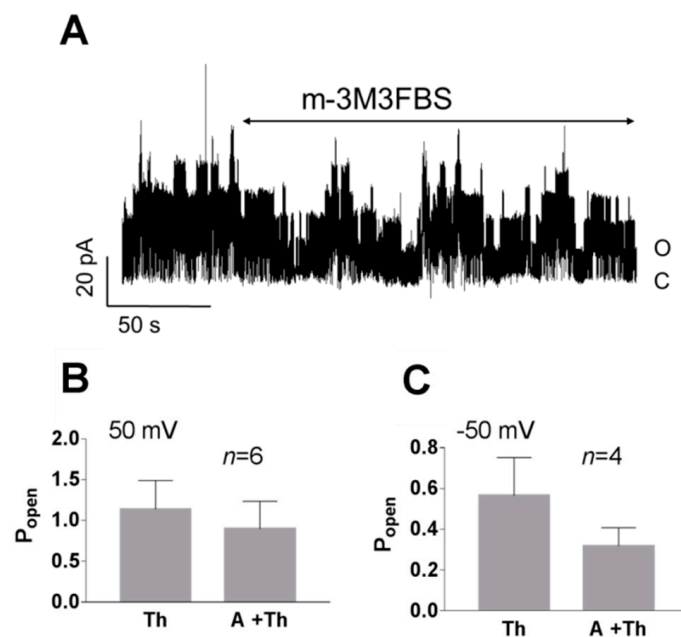 A
m-3M3FBS
O
C
20 pA
50 s
B
50 mV
n=6
2.0
1.5
1.0
0.5
0.0
Popen
Th
A +Th
C
-50 mV
n=4
0.8
0.6
0.4
0.2
0.0
Popen
Th
A +Th